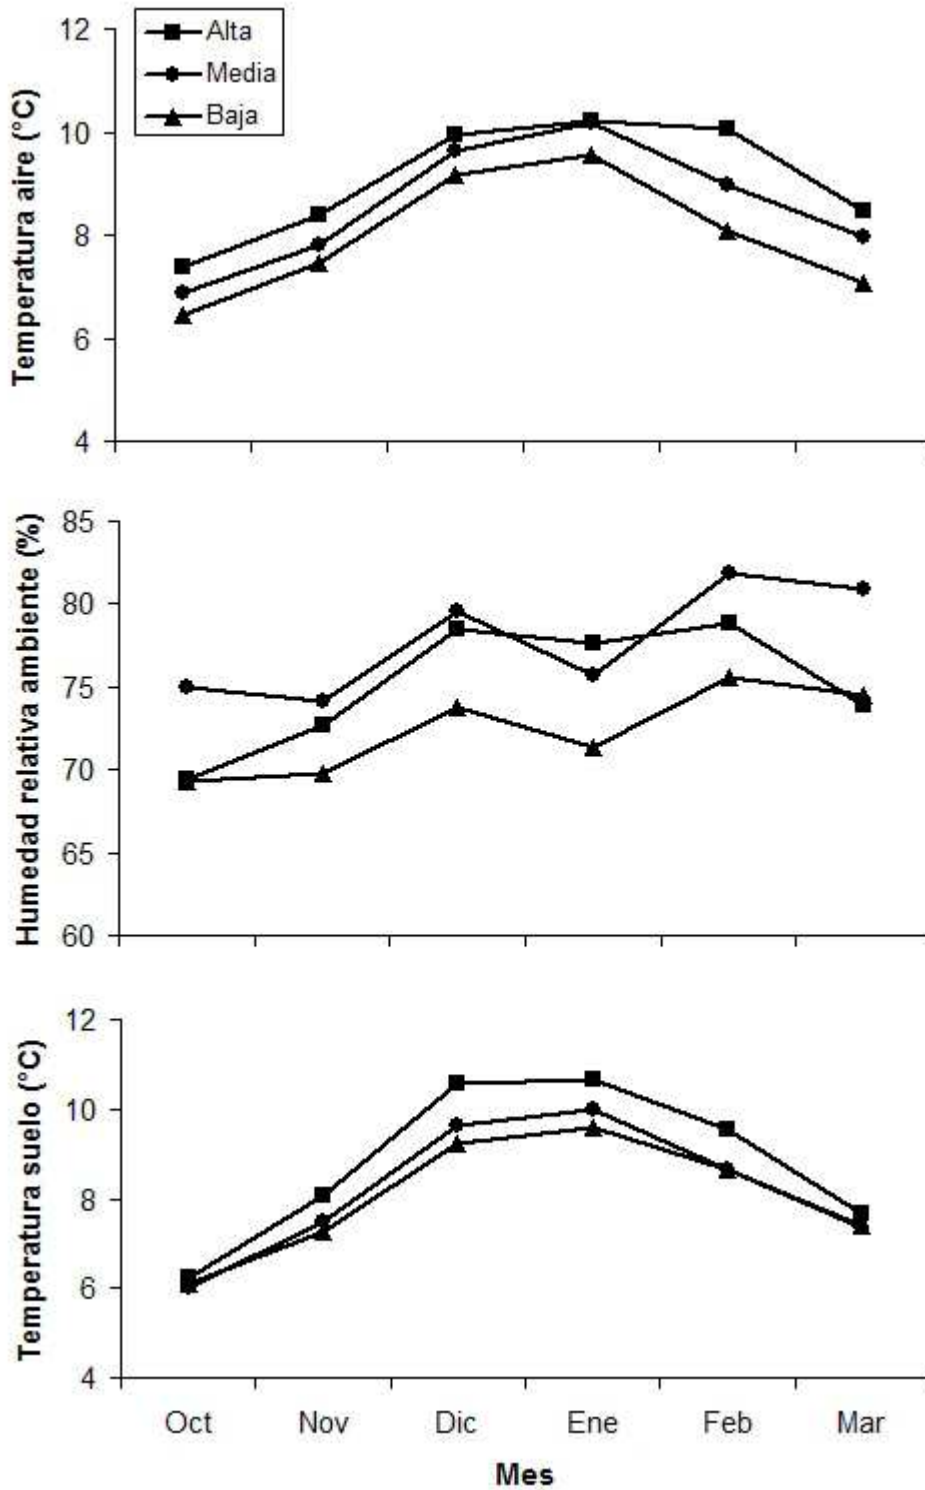 Alta
Media
Baja
Temperatura aire (°C)
12
10
8
6
4
Humedad relativa ambiente (%)
85
80
75
70
65
60
Temperatura suelo (°C)
12
10
8
6
4
Oct Nov Dic Ene Feb Mar
Mes